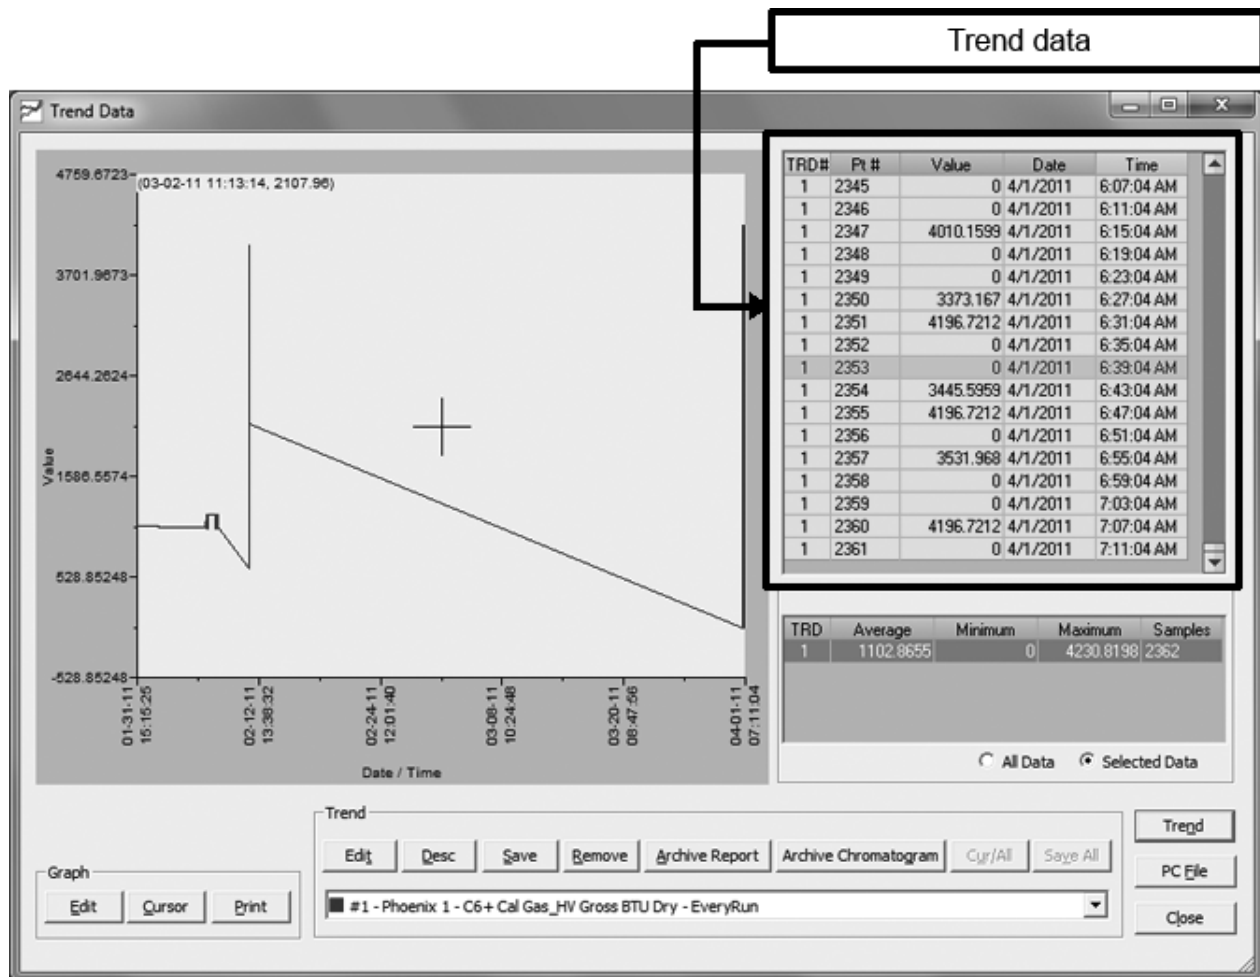 Trend data
Trend Data
(03-02-11 11:13:14, 2107.96)
4759.6723
3701.9673
2644.2624
1586.5574
528.85248
-528.85248
Value
01-31-11 15:15:25
02-12-11 13:38:32
02-24-11 12:01:40
03-08-11 10:24:48
03-20-11 08:47:56
04-01-11 07:11:04
Date / Time
TRD# Pt # Value Date Time
1 2345 0 4/1/2011 6:07:04 AM
1 2346 0 4/1/2011 6:11:04 AM
1 2347 4010.1599 4/1/2011 6:15:04 AM
1 2348 0 4/1/2011 6:19:04 AM
1 2349 0 4/1/2011 6:23:04 AM
1 2350 3373.167 4/1/2011 6:27:04 AM
1 2351 4196.7212 4/1/2011 6:31:04 AM
1 2352 0 4/1/2011 6:35:04 AM
1 2353 0 4/1/2011 6:39:04 AM
1 2354 3445.5959 4/1/2011 6:43:04 AM
1 2355 4196.7212 4/1/2011 6:47:04 AM
1 2356 0 4/1/2011 6:51:04 AM
1 2357 3531.968 4/1/2011 6:55:04 AM
1 2358 0 4/1/2011 6:59:04 AM
1 2359 0 4/1/2011 7:03:04 AM
1 2360 4196.7212 4/1/2011 7:07:04 AM
1 2361 0 4/1/2011 7:11:04 AM
TRD Average Minimum Maximum Samples
1 1102.8655 0 4230.8198 2362
All Data Selected Data
Trend
Edit Desc Save Remove Archive Report Archive Chromatogram Cur/All Save All
#1 - Phoenix 1 - C6+ Cal Gas_HV Gross BTU Dry - EveryRun
Graph
Edit Cursor Print
Trend
PC File
Close